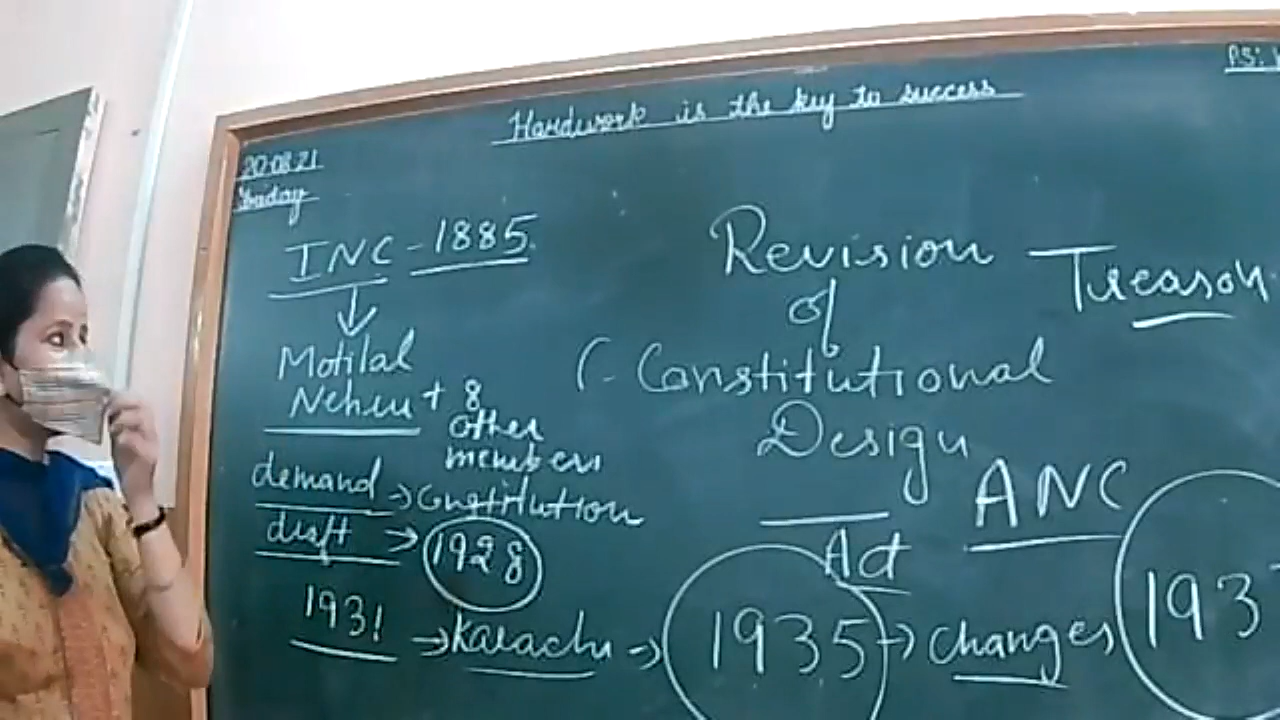 Hardwork is the key to success
P.S:
20.08.21
Friday
INC - 1885.
↓
Motilal
Nehru + 8
other
members
demand → Constitution
draft → 1928
1931 → Karachi → 1935 → changes 193
Revision
of
Constitutional
Design
Treason
ANC
Act